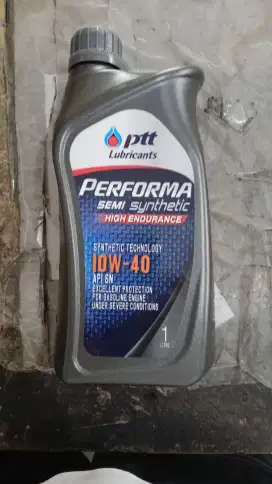 ptt
Lubricants
PERFORMA
SEMI synthetic
HIGH ENDURANCE
SYNTHETIC TECHNOLOGY
10W-40
API SN
EXCELLENT PROTECTION
FOR GASOLINE ENGINE
UNDER SEVERE CONDITIONS
1
LITRE